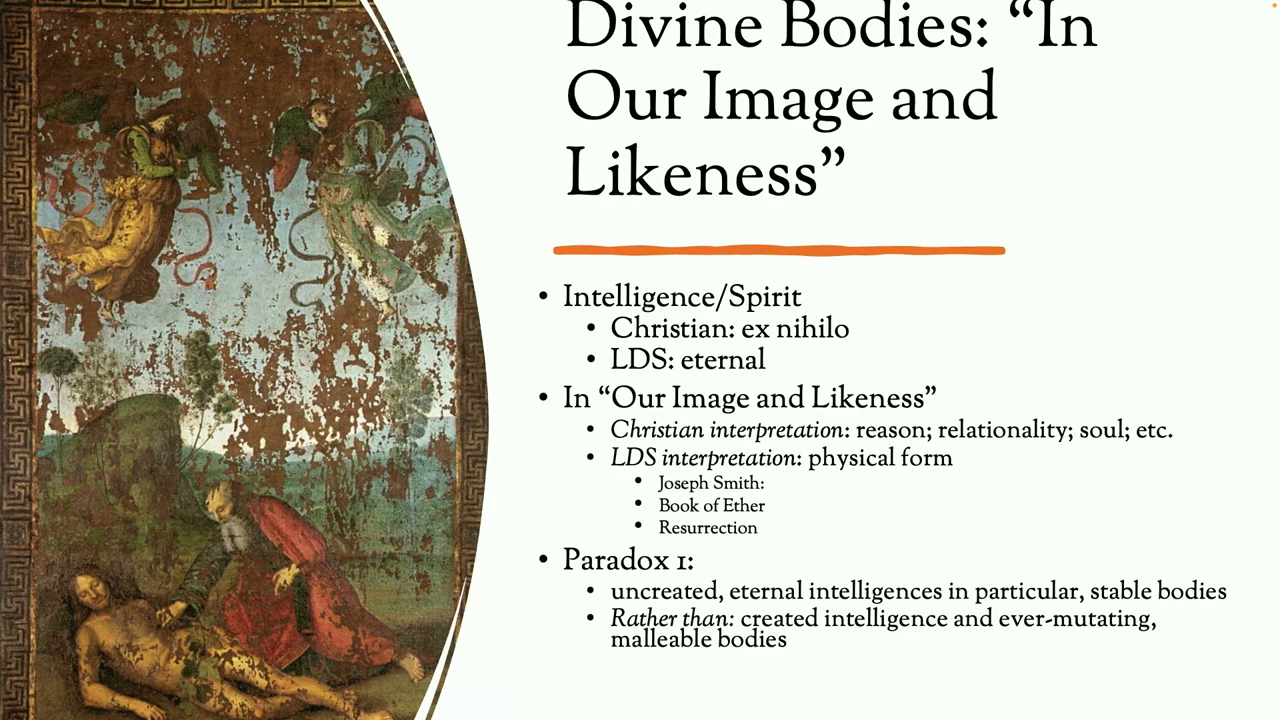 Divine Bodies: “In
Our Image and
Likeness”
• Intelligence/Spirit
• Christian: ex nihilo
• LDS: eternal
• In “Our Image and Likeness”
• Christian interpretation: reason; relationality; soul; etc.
• LDS interpretation: physical form
• Joseph Smith:
• Book of Ether
• Resurrection
• Paradox 1:
• uncreated, eternal intelligences in particular, stable bodies
• Rather than: created intelligence and ever-mutating,
malleable bodies